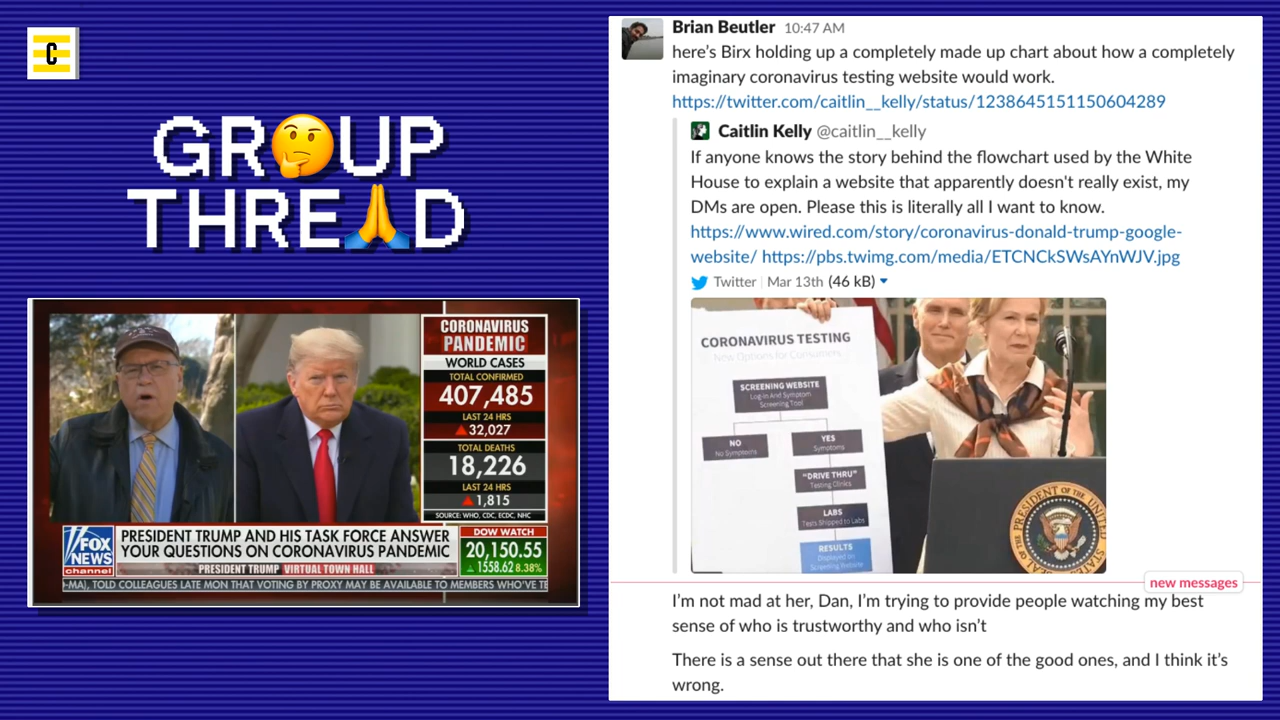 C
GR🤔UP
THRE🙏D
CORONAVIRUS
PANDEMIC
WORLD CASES
TOTAL CONFIRMED
407,485
LAST 24 HRS
32,027
TOTAL DEATHS
18,226
LAST 24 HRS
1,815
SOURCE: WHO, CDC, ECDC, NHC
FOX
NEWS
channel
PRESIDENT TRUMP AND HIS TASK FORCE ANSWER
YOUR QUESTIONS ON CORONAVIRUS PANDEMIC
PRESIDENT TRUMP VIRTUAL TOWN HALL
DOW WATCH
20,150.55
1558.62 8.38%
-MA), TOLD COLLEAGUES LATE MON THAT VOTING BY PROXY MAY BE AVAILABLE TO MEMBERS WHO'VE TE
Brian Beutler 10:47 AM
here's Birx holding up a completely made up chart about how a completely
imaginary coronavirus testing website would work.
https://twitter.com/caitlin__kelly/status/1238645151150604289
Caitlin Kelly @caitlin__kelly
If anyone knows the story behind the flowchart used by the White
House to explain a website that apparently doesn't really exist, my
DMs are open. Please this is literally all I want to know.
https://www.wired.com/story/coronavirus-donald-trump-google-
website/ https://pbs.twimg.com/media/ETCNCkSWsAYnWJV.jpg
Twitter | Mar 13th (46 kB)
CORONAVIRUS TESTING
New Options for Consumers
SCREENING WEBSITE
Log-in And Symptom
Screening Tool
NO
No Symptoms
YES
Symptoms
"DRIVE THRU"
Testing Clinics
LABS
Tests Shipped to Labs
RESULTS
Displayed on
Screening Website
PRESIDENT OF THE
new messages
I'm not mad at her, Dan, I'm trying to provide people watching my best
sense of who is trustworthy and who isn't
There is a sense out there that she is one of the good ones, and I think it's
wrong.